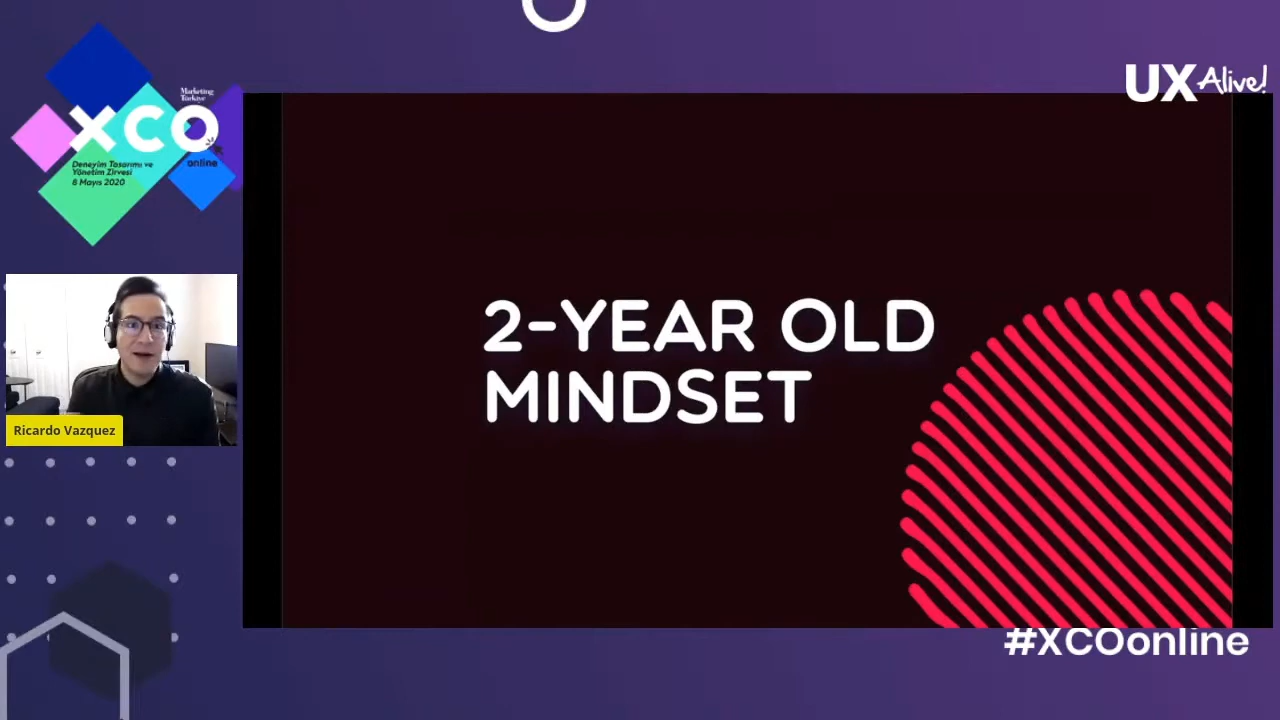 Marketing
Türkiye
XCO
online
Deneyim Tasarımı ve
Yönetim Zirvesi
8 Mayıs 2020
UX Alive!
2-YEAR OLD
MINDSET
Ricardo Vazquez
#XCOonline